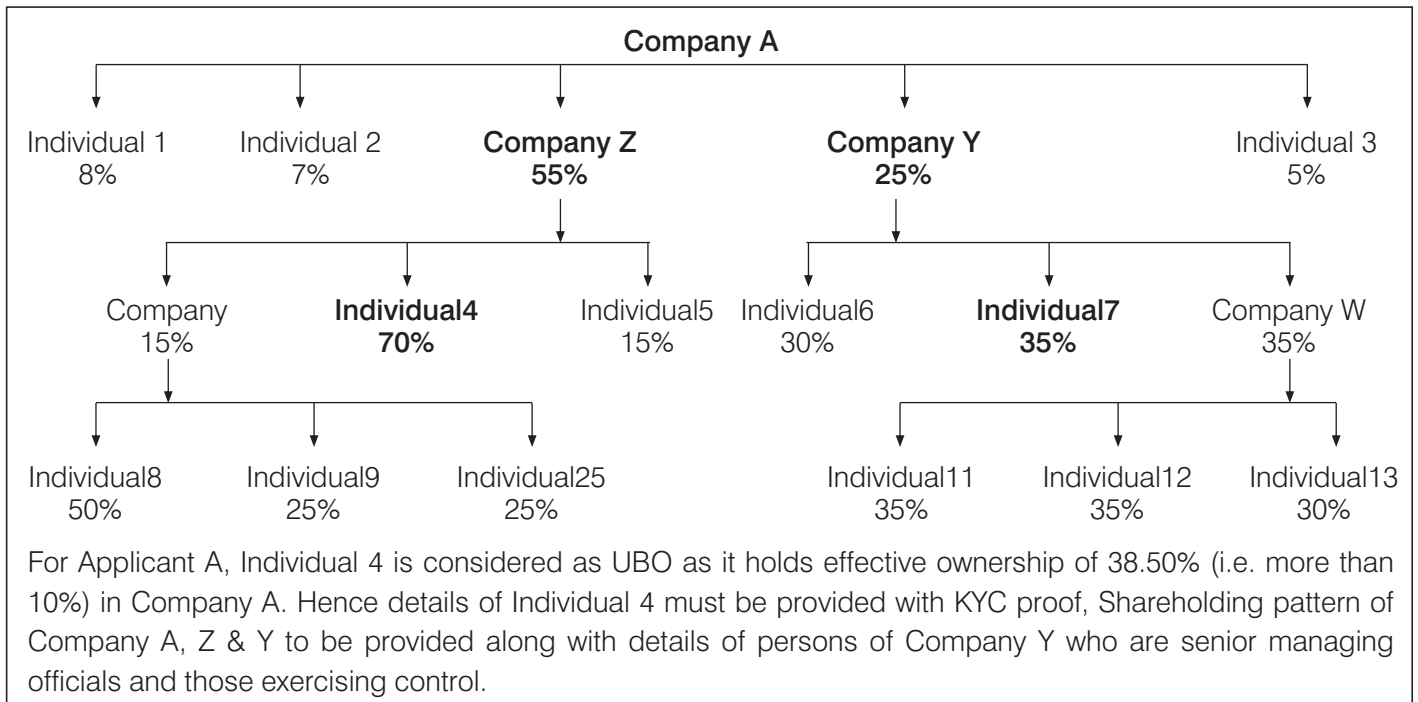 Company A
Individual 1 Individual 2 Company Z Company Y Individual 3
8% 7% 55% 25% 5%
Company Individual4 Individual5 Individual6 Individual7 Company W
15% 70% 15% 30% 35% 35%
Individual8 Individual9 Individual25 Individual11 Individual12 Individual13
50% 25% 25% 35% 35% 30%
For Applicant A, Individual 4 is considered as UBO as it holds effective ownership of 38.50% (i.e. more than
10%) in Company A. Hence details of Individual 4 must be provided with KYC proof, Shareholding pattern of
Company A, Z & Y to be provided along with details of persons of Company Y who are senior managing
officials and those exercising control.